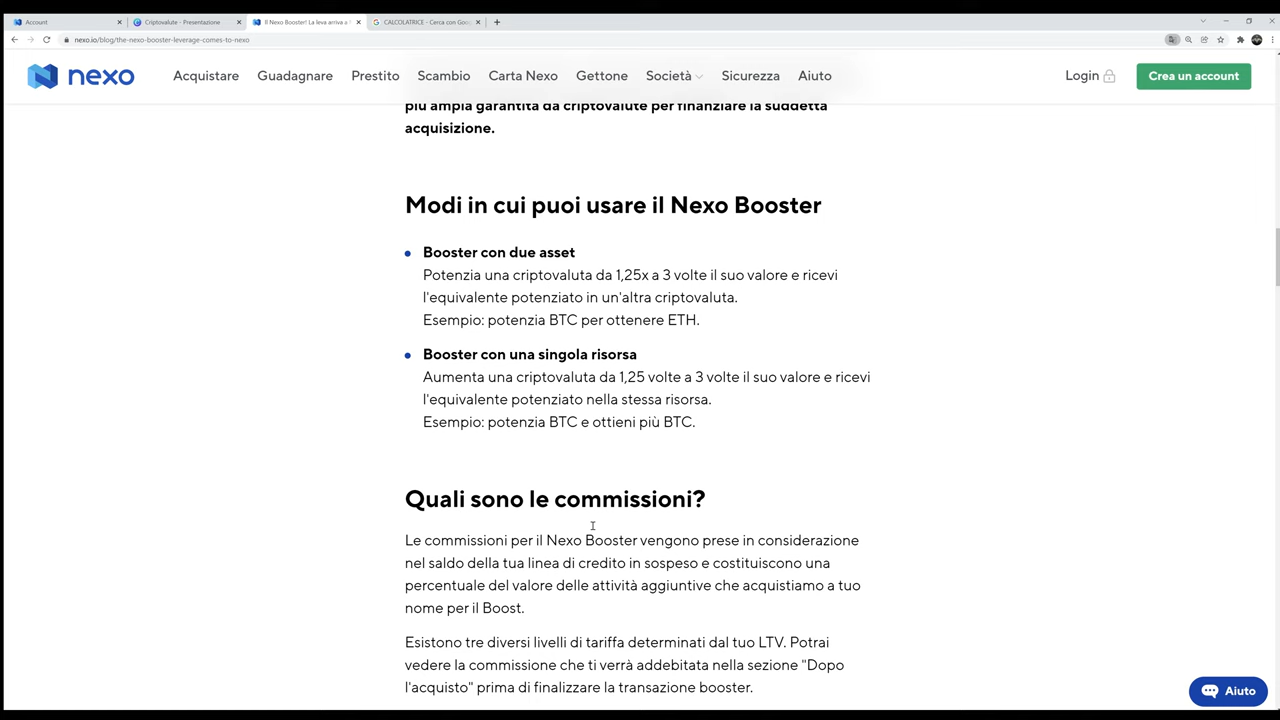 Account
Criptovalute - Presentazione
Il Nexo Booster! La leva arriva a N
CALCOLATRICE - Cerca con Goo
nexo.io/blog/the-nexo-booster-leverage-comes-to-nexo
nexo
Acquistare
Guadagnare
Prestito
Scambio
Carta Nexo
Gettone
Società
Sicurezza
Aiuto
Login
Crea un account
più ampia garantita da criptovalute per finanziare la suddetta
acquisizione.
Modi in cui puoi usare il Nexo Booster
Booster con due asset
Potenzia una criptovaluta da 1,25x a 3 volte il suo valore e ricevi
l'equivalente potenziato in un'altra criptovaluta.
Esempio: potenzia BTC per ottenere ETH.
Booster con una singola risorsa
Aumenta una criptovaluta da 1,25 volte a 3 volte il suo valore e ricevi
l'equivalente potenziato nella stessa risorsa.
Esempio: potenzia BTC e ottieni più BTC.
Quali sono le commissioni?
Le commissioni per il Nexo Booster vengono prese in considerazione
nel saldo della tua linea di credito in sospeso e costituiscono una
percentuale del valore delle attività aggiuntive che acquistiamo a tuo
nome per il Boost.
Esistono tre diversi livelli di tariffa determinati dal tuo LTV. Potrai
vedere la commissione che ti verrà addebitata nella sezione "Dopo
l'acquisto" prima di finalizzare la transazione booster.
Aiuto